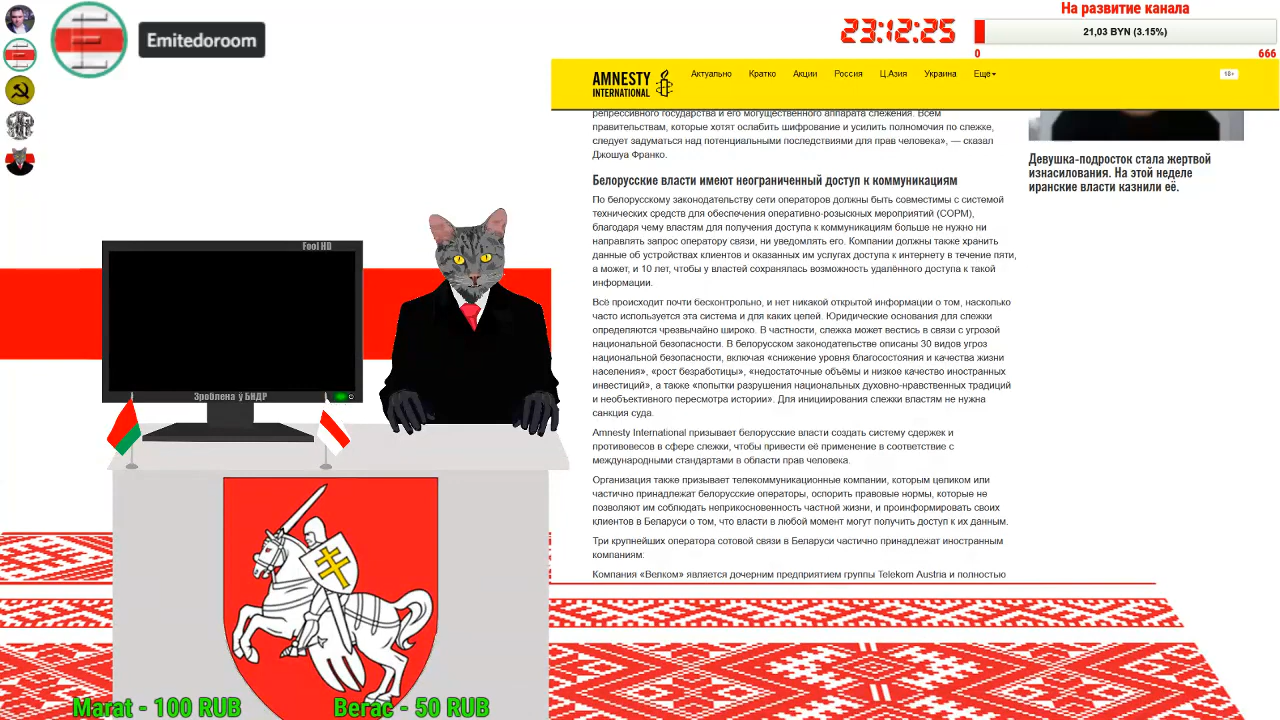 Emitedoroom
23:12:25
На развитие канала
21,03 BYN (3.15%)
0
666
AMNESTY
INTERNATIONAL
Актуально
Кратко
Акции
Россия
Ц.Азия
Украина
Еще
18+
репрессивного государства и его могущественного аппарата слежения. Всем
правительствам, которые хотят ослабить шифрование и усилить полномочия по слежке,
следует задуматься над потенциальными последствиями для прав человека», — сказал
Джошуа Франко.
Белорусские власти имеют неограниченный доступ к коммуникациям
По белорусскому законодательству сети операторов должны быть совместимы с системой
технических средств для обеспечения оперативно-розыскных мероприятий (СОРМ),
благодаря чему властям для получения доступа к коммуникациям больше не нужно ни
направлять запрос оператору связи, ни уведомлять его. Компании должны также хранить
данные об устройствах клиентов и оказанных им услугах доступа к интернету в течение пяти,
а может, и 10 лет, чтобы у властей сохранялась возможность удалённого доступа к такой
информации.
Всё происходит почти бесконтрольно, и нет никакой открытой информации о том, насколько
часто используется эта система и для каких целей. Юридические основания для слежки
определяются чрезвычайно широко. В частности, слежка может вестись в связи с угрозой
национальной безопасности. В белорусском законодательстве описаны 30 видов угроз
национальной безопасности, включая «снижение уровня благосостояния и качества жизни
населения», «рост безработицы», «недостаточные объёмы и низкое качество иностранных
инвестиций», а также «попытки разрушения национальных духовно-нравственных традиций
и необъективного пересмотра истории». Для инициирования слежки властям не нужна
санкция суда.
Amnesty International призывает белорусские власти создать систему сдержек и
противовесов в сфере слежки, чтобы привести её применение в соответствие с
международными стандартами в области прав человека.
Организация также призывает телекоммуникационные компании, которым целиком или
частично принадлежат белорусские операторы, оспорить правовые нормы, которые не
позволяют им соблюдать неприкосновенность частной жизни, и проинформировать своих
клиентов в Беларуси о том, что власти в любой момент могут получить доступ к их данным.
Три крупнейших оператора сотовой связи в Беларуси частично принадлежат иностранным
компаниям:
Компания «Велком» является дочерним предприятием группы Telekom Austria и полностью
Девушка-подросток стала жертвой
изнасилования. На этой неделе
иранские власти казнили её.
Fool HD
Зроблена ў БНДР
Marat - 100 RUB
Вегас - 50 RUB